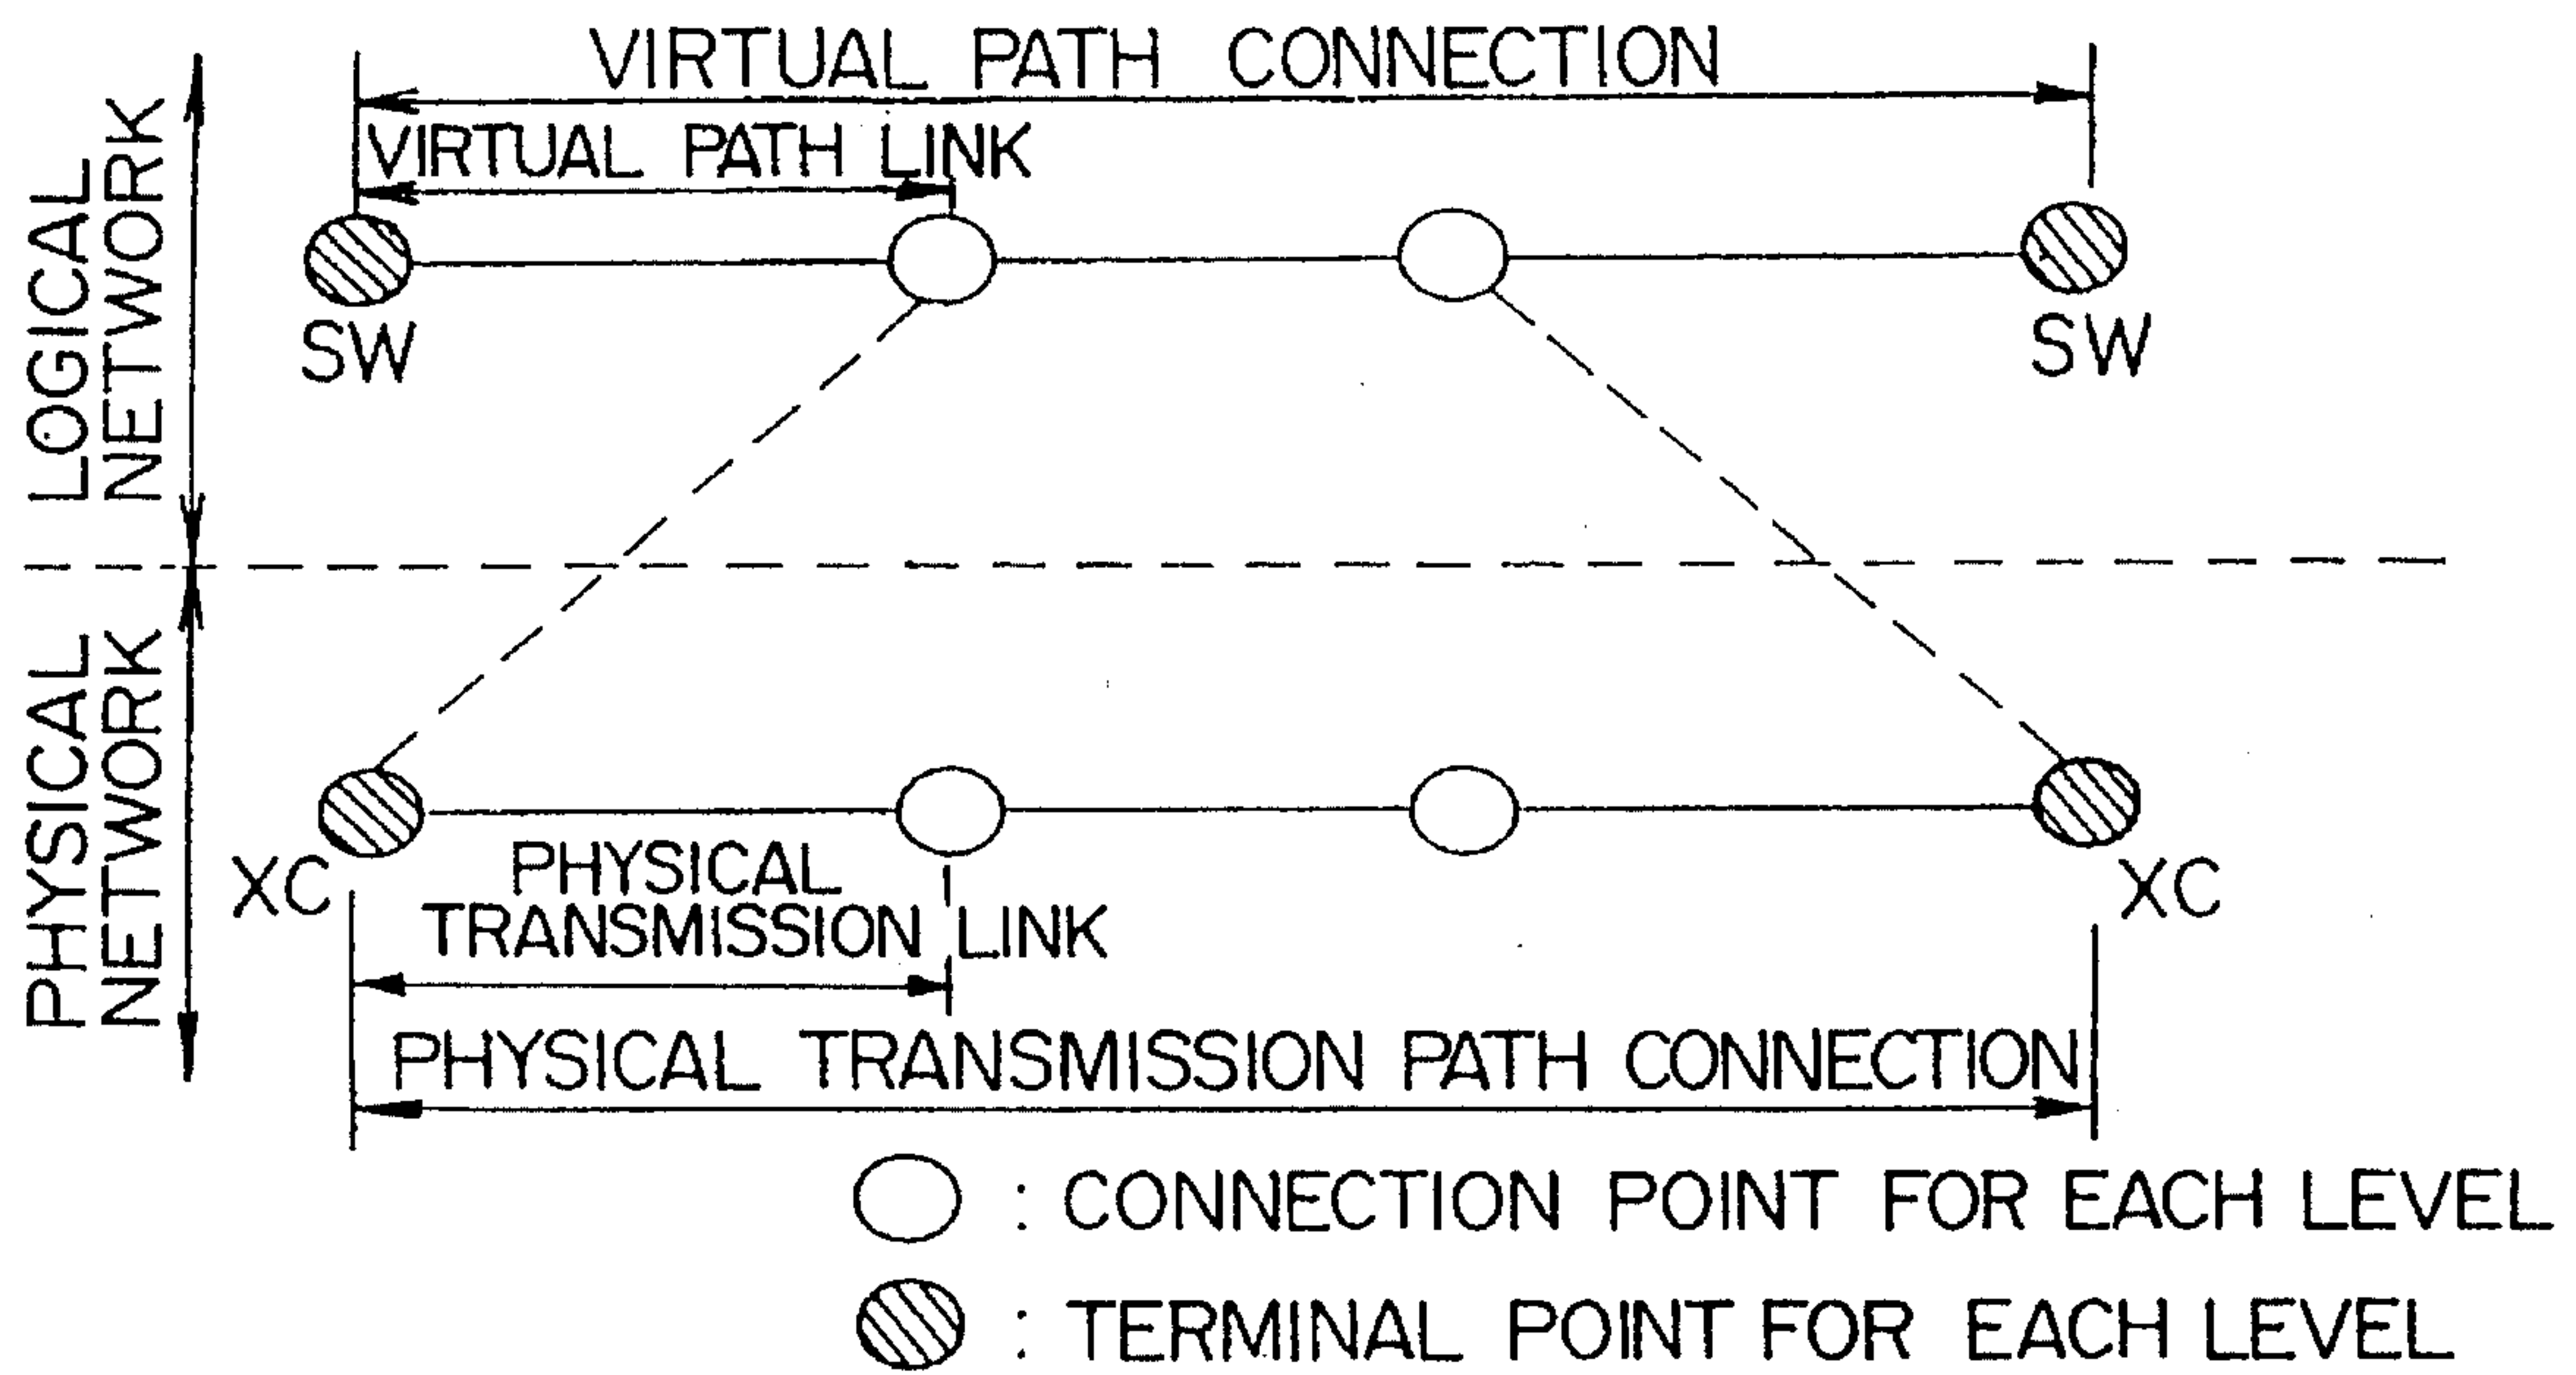 VIRTUAL PATH CONNECTION
VIRTUAL PATH LINK
LOGICAL
NETWORK
SW
SW
PHYSICAL
NETWORK
XC
XC
PHYSICAL
TRANSMISSION LINK
PHYSICAL TRANSMISSION PATH CONNECTION
: CONNECTION POINT FOR EACH LEVEL
: TERMINAL POINT FOR EACH LEVEL